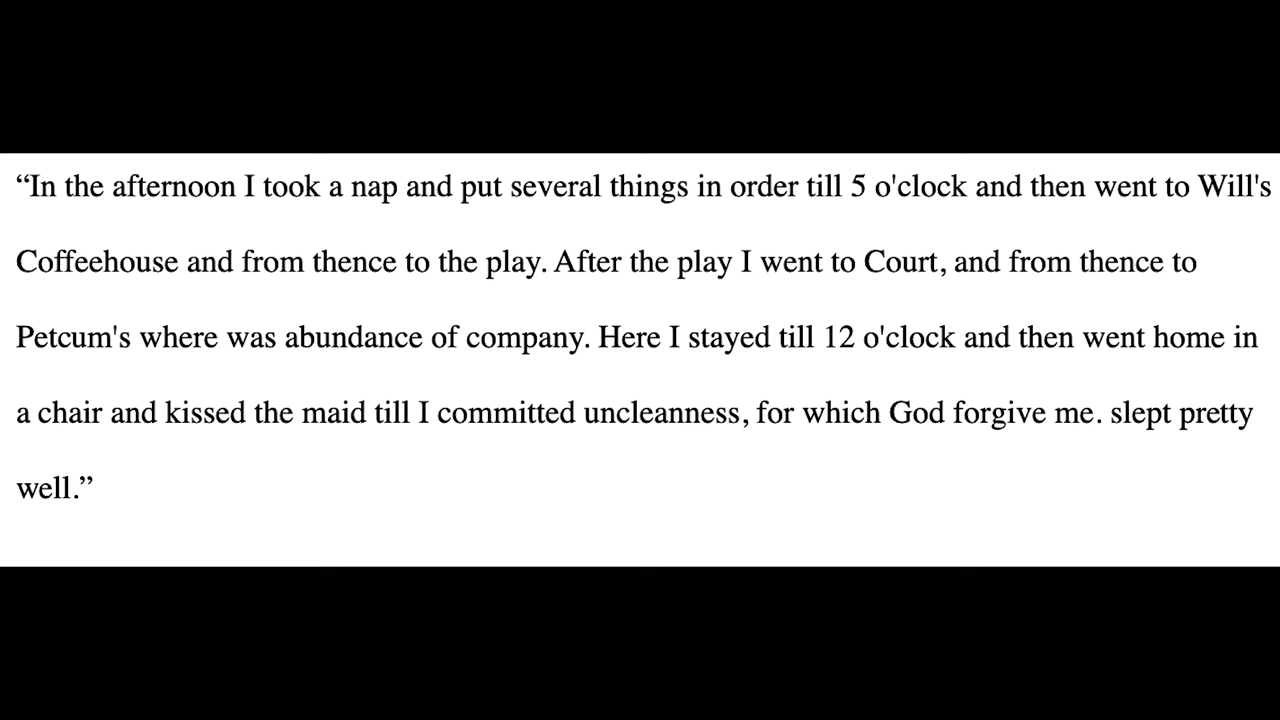 “In the afternoon I took a nap and put several things in order till 5 o'clock and then went to Will's
Coffeehouse and from thence to the play. After the play I went to Court, and from thence to
Petcum's where was abundance of company. Here I stayed till 12 o'clock and then went home in
a chair and kissed the maid till I committed uncleanness, for which God forgive me. slept pretty
well.”